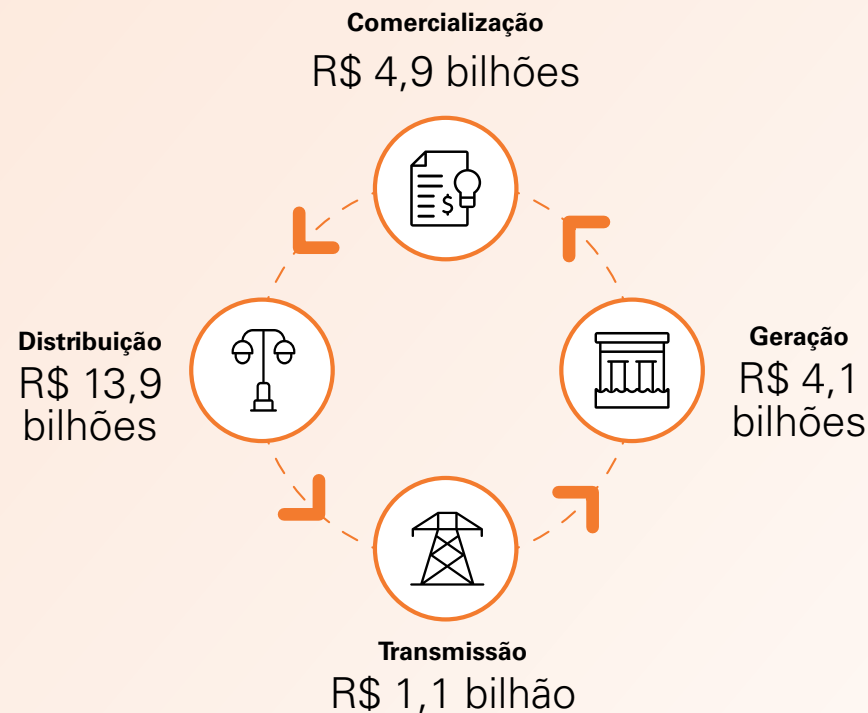 Comercialização
R$ 4,9 bilhões
$
Distribuição
R$ 13,9
bilhões
Geração
R$ 4,1
bilhões
Transmissão
R$ 1,1 bilhão